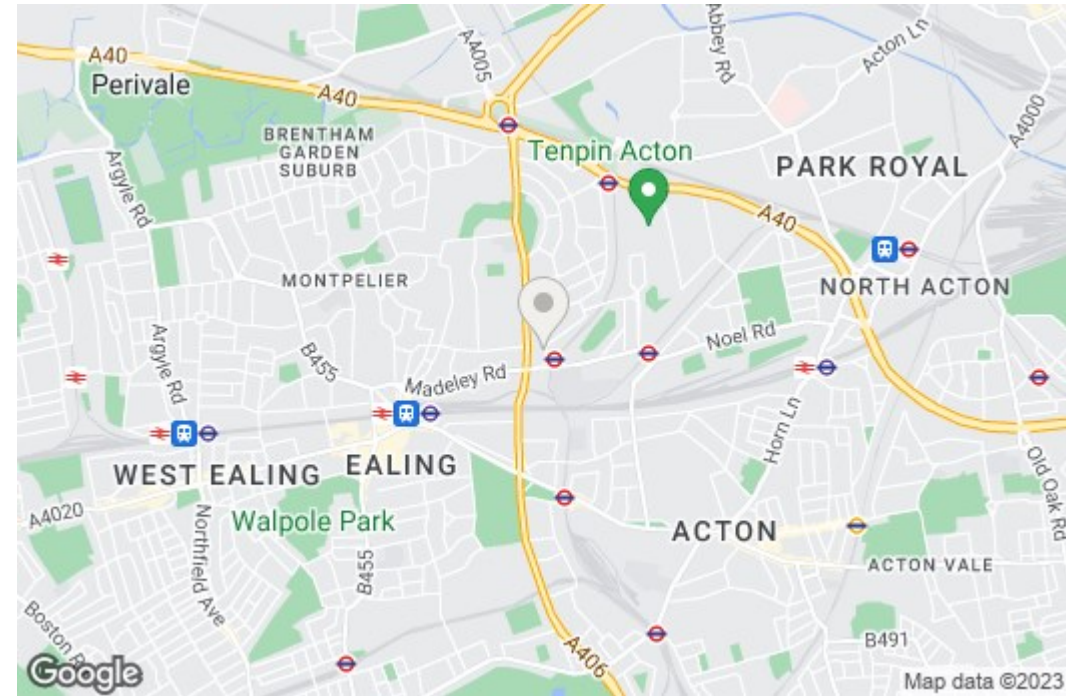 A40
Perivale
A4005
Abbey Rd
Acton Ln
A4000
A40
BRENTHAM
GARDEN
SUBURB
Tenpin Acton
PARK ROYAL
Argyle Rd
A40
MONTPELIER
NORTH ACTON
Argyle Rd
B455
Noel Rd
Madeley Rd
Horn Ln
WEST EALING
EALING
Old Oak Rd
A4020
Northfield Ave
Walpole Park
ACTON
B455
ACTON VALE
Boston
B491
A406
Google
Map data ©2023